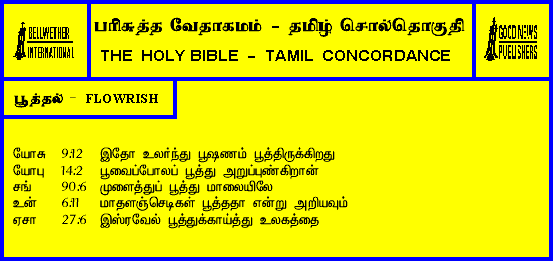 BELLWETHER
INTERNATIONAL
பரிசுத்த வேதாகமம் - தமிழ் சொல்தொகுதி
THE HOLY BIBLE - TAMIL CONCORDANCE
GOOD NEWS
PUBLISHERS
பூத்தல் - FLOWRISH
யோசு 9:12 இதோ உலர்ந்து பூஷணம் பூத்திருக்கிறது
யோபு 14:2 பூவைப்போலப் பூத்து அறுப்புண்கிறான்
சங் 90:6 முளைத்துப் பூத்து மாலையிலே
உன் 6:11 மாதளஞ்செடிகள் பூத்ததா என்று அறியவும்
ஏசா 27:6 இஸ்ரவேல் பூத்துக்காய்த்து உலகத்தை